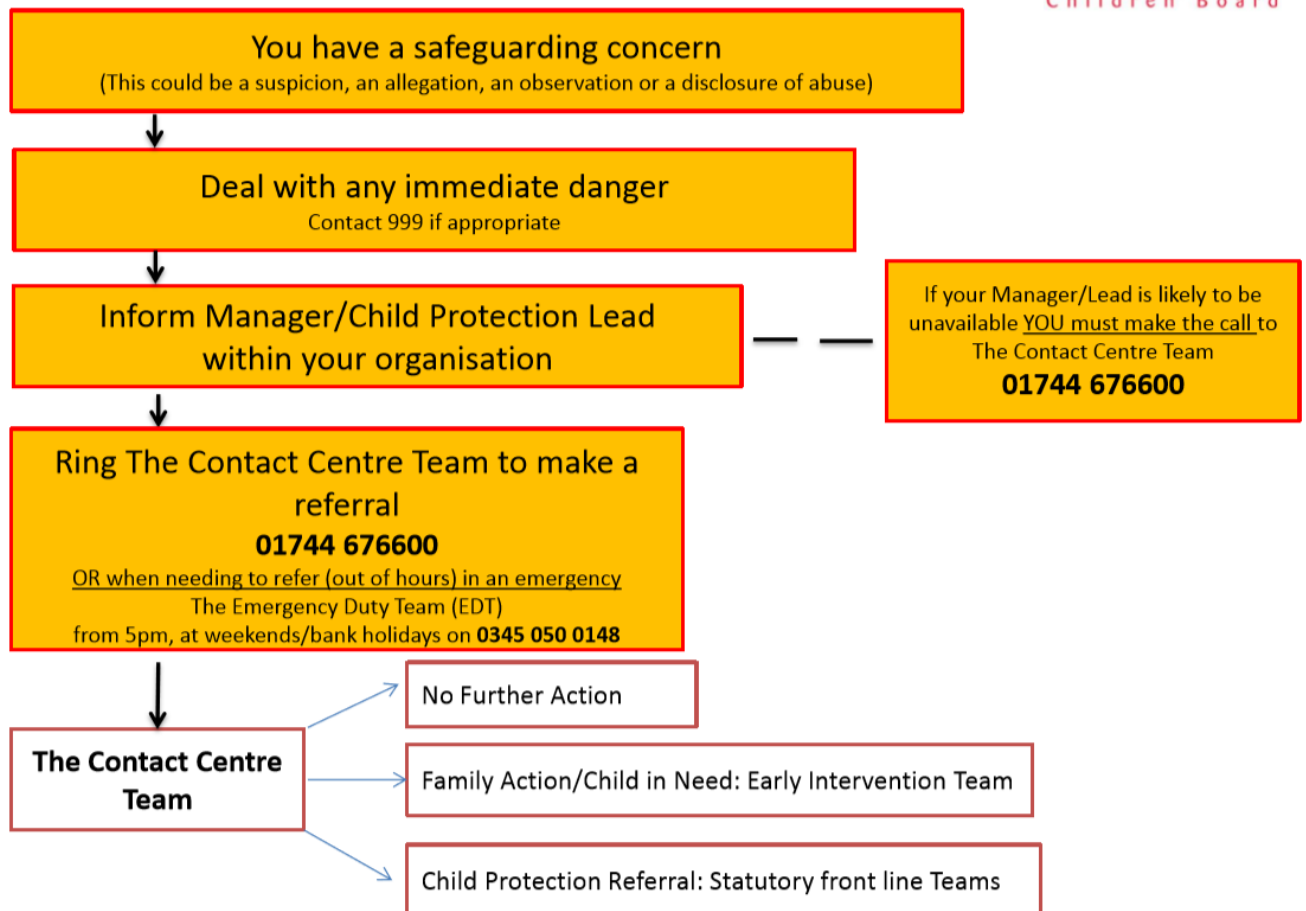 Children Board
You have a safeguarding concern
(This could be a suspicion, an allegation, an observation or a disclosure of abuse)
Deal with any immediate danger
Contact 999 if appropriate
Inform Manager/Child Protection Lead
within your organisation
If your Manager/Lead is likely to be
unavailable YOU must make the call to
The Contact Centre Team
01744 676600
Ring The Contact Centre Team to make a
referral
01744 676600
OR when needing to refer (out of hours) in an emergency
The Emergency Duty Team (EDT)
from 5pm, at weekends/bank holidays on 0345 050 0148
No Further Action
The Contact Centre
Team
Family Action/Child in Need: Early Intervention Team
Child Protection Referral: Statutory front line Teams